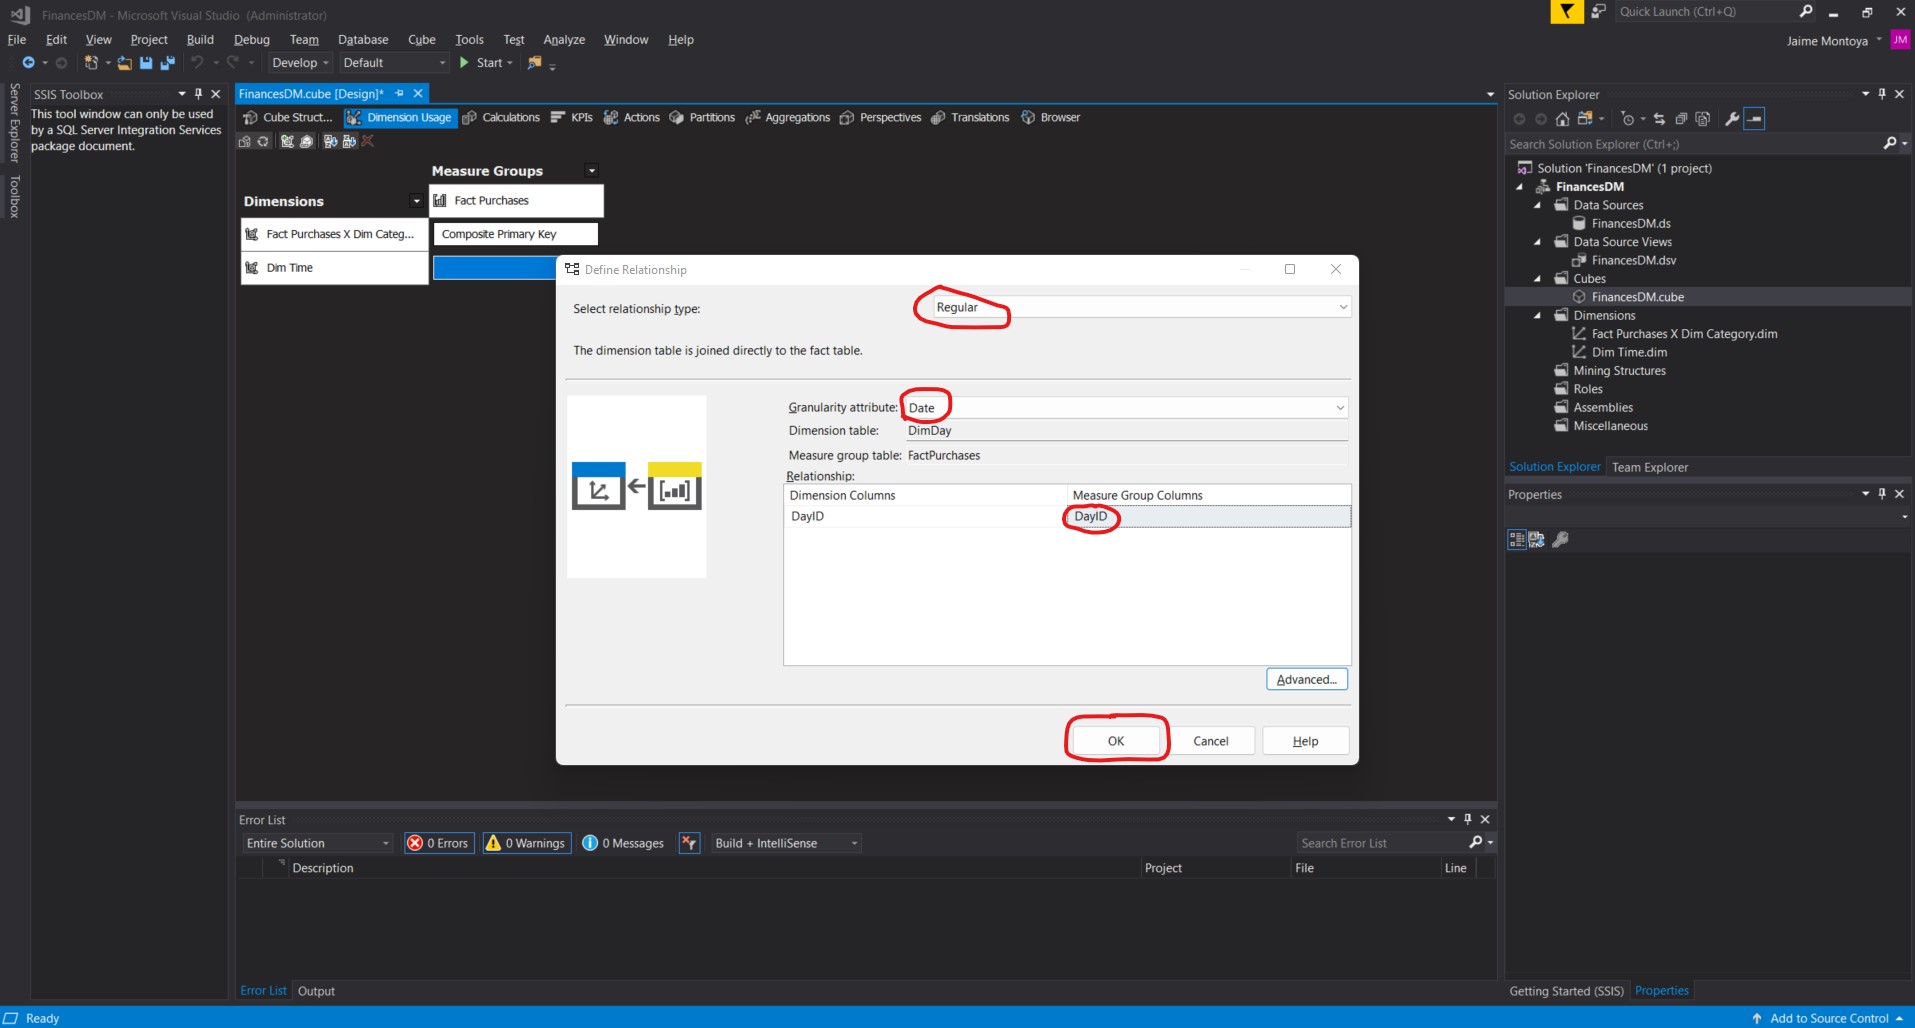 FinancesDM - Microsoft Visual Studio (Administrator)
Quick Launch (Ctrl+Q)
File Edit View Project Build Debug Team Database Cube Tools Test Analyze Window Help
Jaime Montoya JM
Develop Default Start
Server Explorer
Toolbox
SSIS Toolbox
This tool window can only be used
by a SQL Server Integration Services
package document.
FinancesDM.cube [Design]*
Cube Struct... Dimension Usage Calculations KPIs Actions Partitions Aggregations Perspectives Translations Browser
Measure Groups
Dimensions
Fact Purchases
Fact Purchases X Dim Categ...
Composite Primary Key
Dim Time
Define Relationship
Select relationship type:
Regular
The dimension table is joined directly to the fact table.
Granularity attribute: Date
Dimension table: DimDay
Measure group table: FactPurchases
Relationship:
Dimension Columns Measure Group Columns
DayID DayID
Advanced...
OK Cancel Help
Error List
Entire Solution 0 Errors 0 Warnings 0 Messages Build + IntelliSense Search Error List
Description Project File Line
Error List Output
Solution Explorer
Search Solution Explorer (Ctrl+;)
Solution 'FinancesDM' (1 project)
FinancesDM
Data Sources
FinancesDM.ds
Data Source Views
FinancesDM.dsv
Cubes
FinancesDM.cube
Dimensions
Fact Purchases X Dim Category.dim
Dim Time.dim
Mining Structures
Roles
Assemblies
Miscellaneous
Solution Explorer Team Explorer
Properties
Getting Started (SSIS) Properties
Ready
Add to Source Control